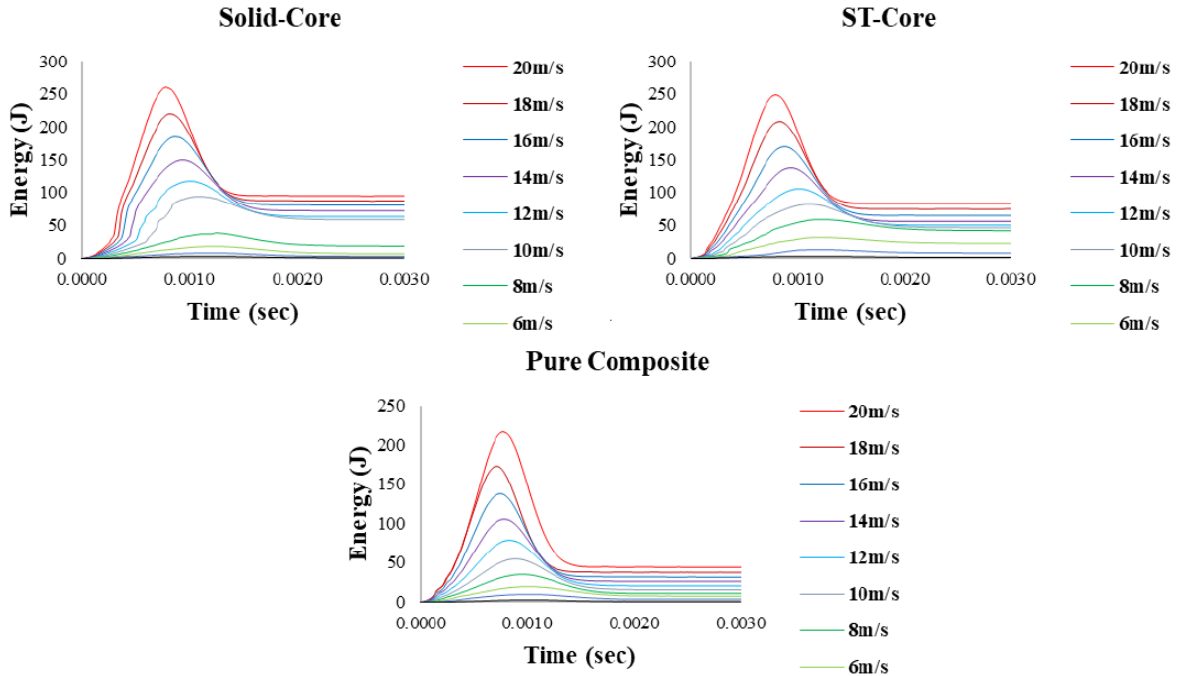 Solid-Core
300
250
200
150
100
50
0
Energy (J)
0.0000 0.0010 0.0020 0.0030
Time (sec)
20m/s
18m/s
16m/s
14m/s
12m/s
10m/s
8m/s
6m/s
ST-Core
300
250
200
150
100
50
0
Energy (J)
0.0000 0.0010 0.0020 0.0030
Time (sec)
20m/s
18m/s
16m/s
14m/s
12m/s
10m/s
8m/s
6m/s
Pure Composite
250
200
150
100
50
0
Energy (J)
0.0000 0.0010 0.0020 0.0030
Time (sec)
20m/s
18m/s
16m/s
14m/s
12m/s
10m/s
8m/s
6m/s